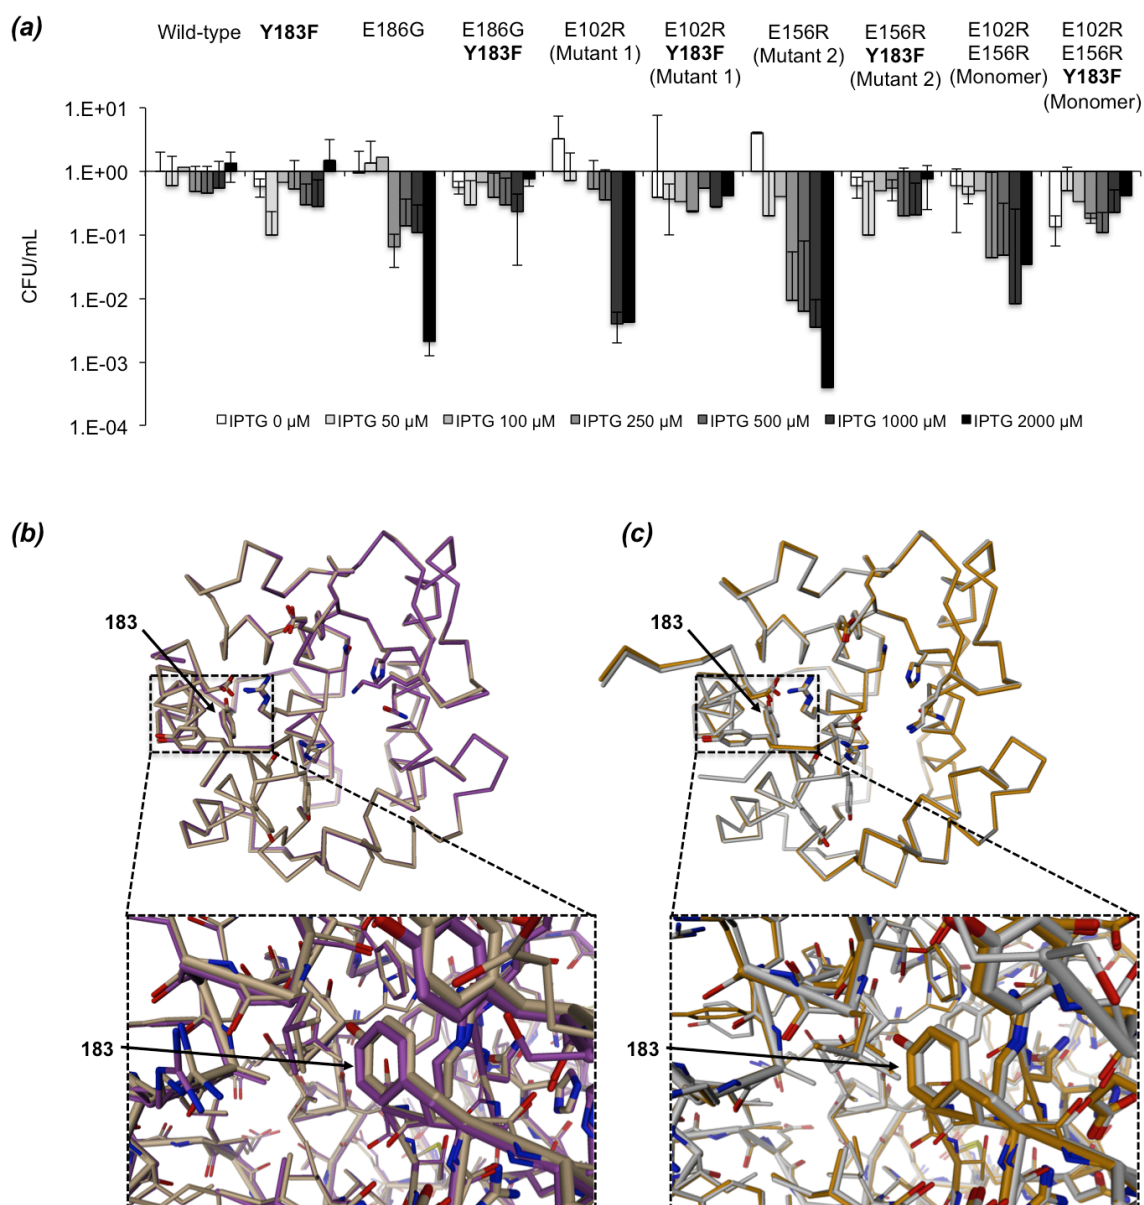 (a)
Wild-type
Y183F
E186G
E186G
Y183F
E102R
(Mutant 1)
E102R
Y183F
(Mutant 1)
E156R
(Mutant 2)
E156R
Y183F
(Mutant 2)
E102R
E156R
(Monomer)
E102R
E156R
Y183F
(Monomer)
1.E+01
1.E+00
1.E-01
1.E-02
1.E-03
1.E-04
CFU/mL
IPTG 0 µM IPTG 50 µM IPTG 100 µM IPTG 250 µM IPTG 500 µM IPTG 1000 µM IPTG 2000 µM
(b)
183
183
(c)
183
183